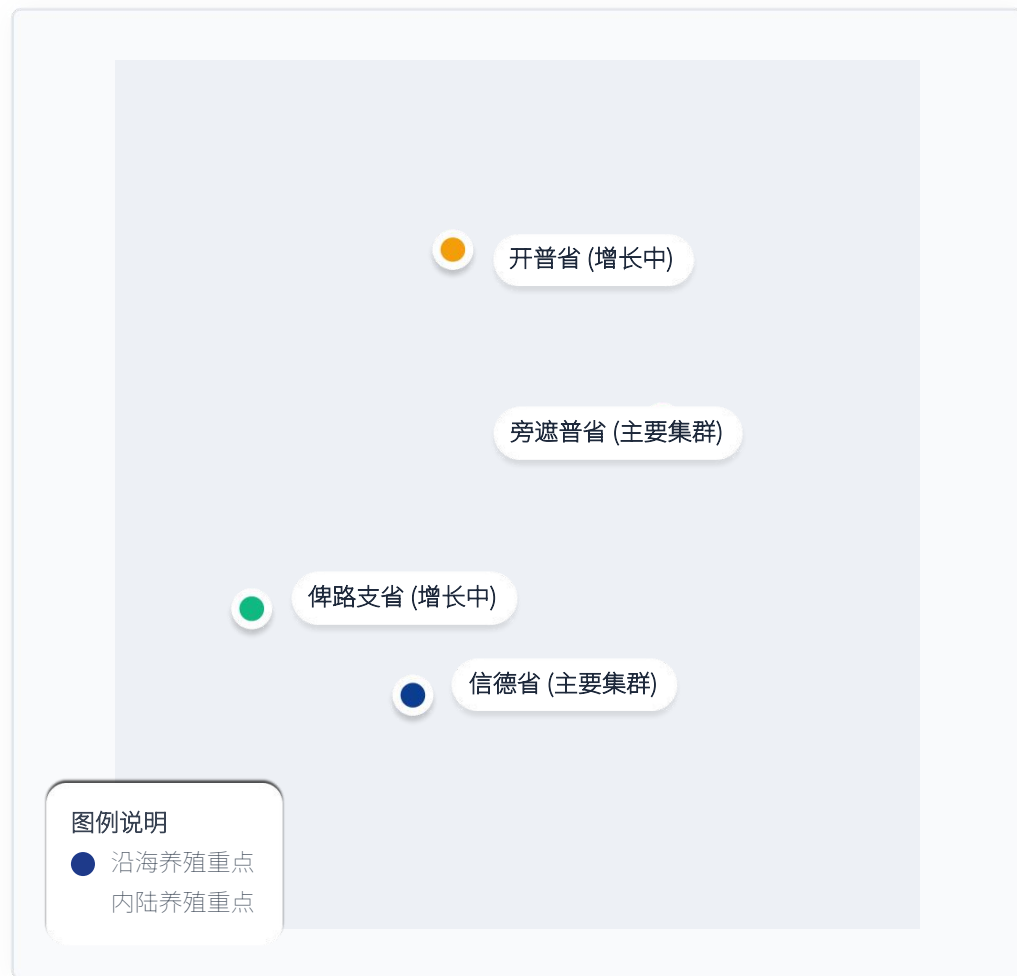 开普省 (增长中)
旁遮普省 (主要集群)
俾路支省 (增长中)
信德省 (主要集群)
图例说明
沿海养殖重点
内陆养殖重点